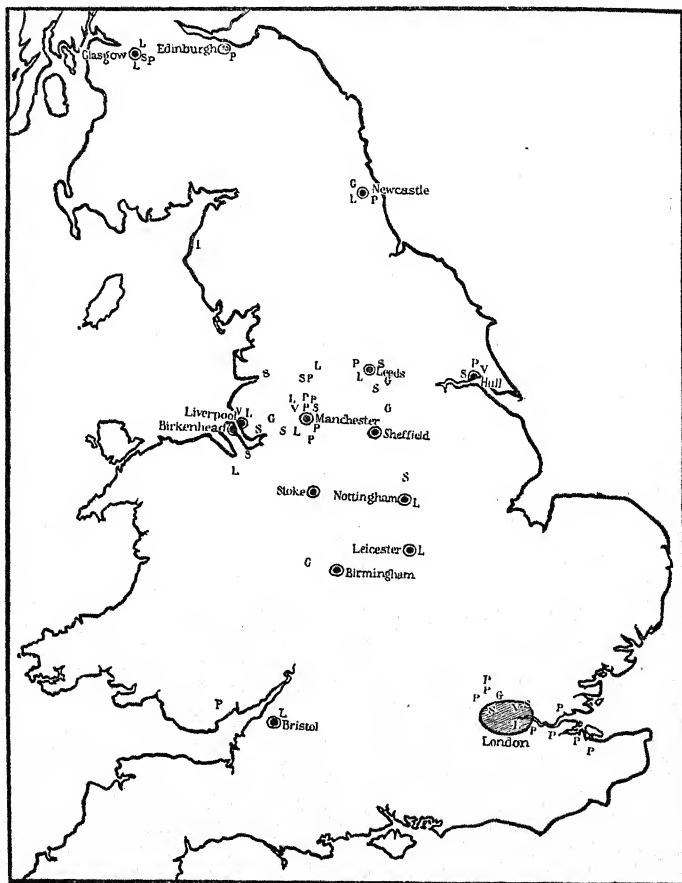 L
Glasgow S P
L
Edinburgh
P
G
Newcastle
L P
L
S
L
S P
P S
Leeds
L G
S
P V
S
Hull
L P P
V P S
Manchester
P
S L
P
G
Sheffield
Liverpool V L
Birkenhead
G
S
S
L
Stoke
S
Nottingham L
Leicester L
G
Birmingham
P
L
Bristol
P
P
P G
S V S
L
London
P
P
P
P
P